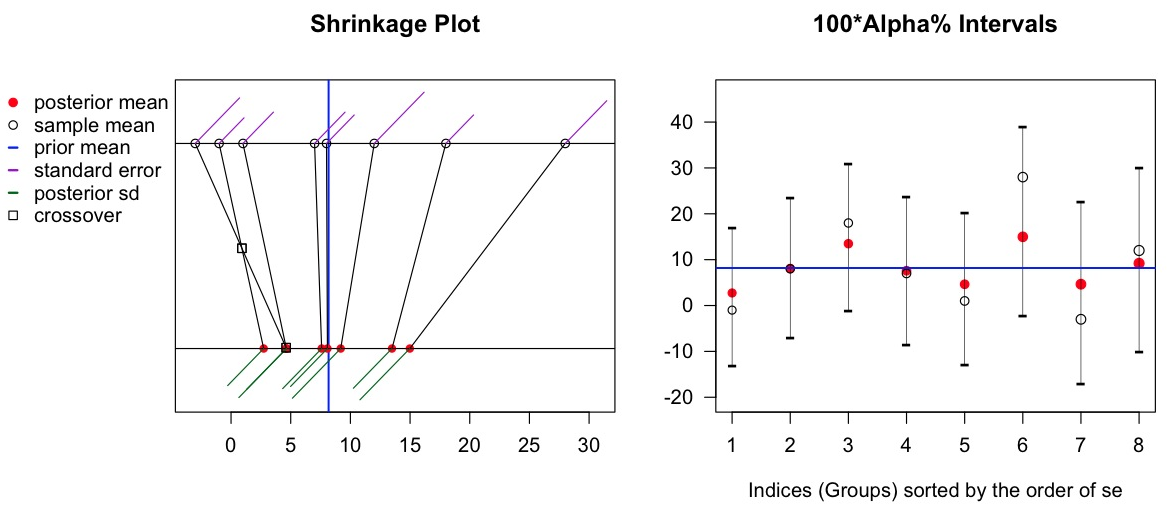 Shrinkage Plot
posterior mean
sample mean
prior mean
standard error
posterior sd
crossover
0 5 10 15 20 25 30
100*Alpha% Intervals
40
30
20
10
0
-10
-20
1 2 3 4 5 6 7 8
Indices (Groups) sorted by the order of se